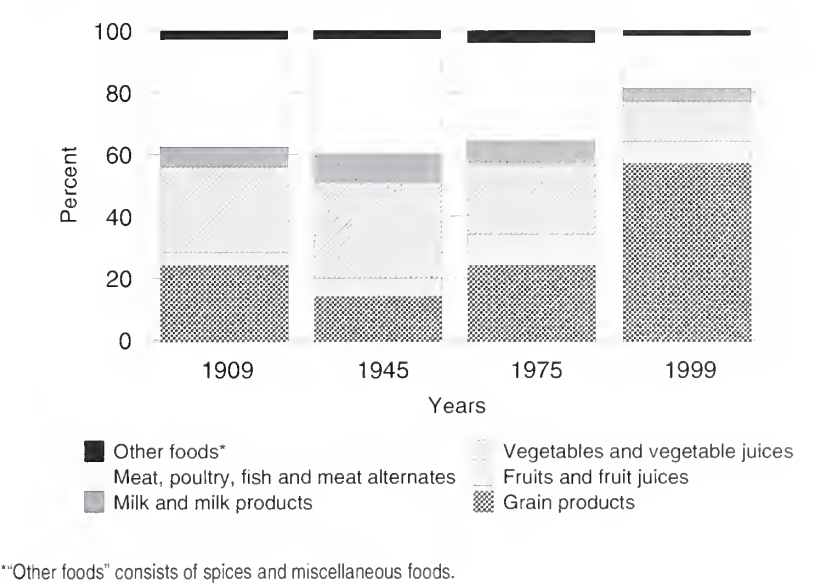 100
80
60
40
20
0
Percent
1909 1945 1975 1999
Years
Other foods*
Meat, poultry, fish and meat alternates
Milk and milk products
Vegetables and vegetable juices
Fruits and fruit juices
Grain products
*"Other foods" consists of spices and miscellaneous foods.